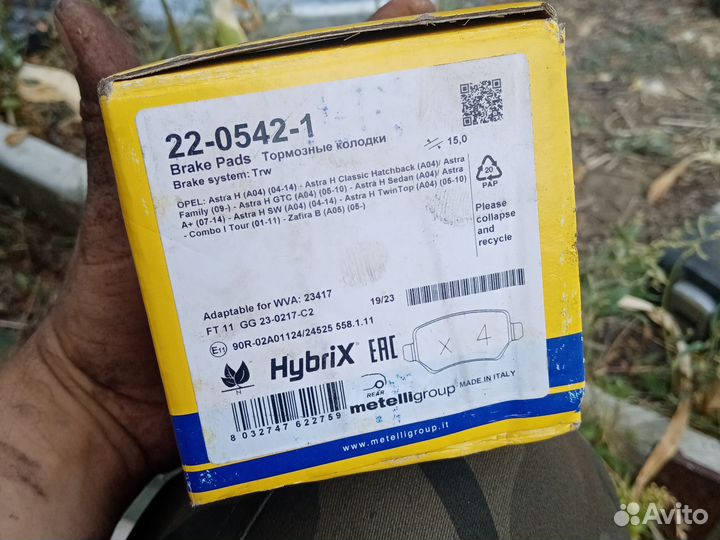 22-0542-1
Brake Pads Тормозные колодки
15,0
Brake system: Trw
OPEL: Astra H (A04) (04-14) - Astra H Classic Hatchback (A04)/ Astra
Family (09-) - Astra H GTC (A04) (05-10) - Astra H Sedan (A04)/ Astra
A+ (07-14) - Astra H SW (A04) (04-14) - Astra H TwinTop (A04) (05-10)
- Combo I Tour (01-11) - Zafira B (A05) (05-)
20
PAP
Please
collapse
and
recycle
Adaptable for WVA: 23417
19/23
FT 11 GG 23-0217-C2
E11 90R-02A01124/24525 558.1.11
N
HybriX
EAC
x 4
REAR
metelligroup
MADE IN ITALY
8 032747 622759
www.metelligroup.it
Avito